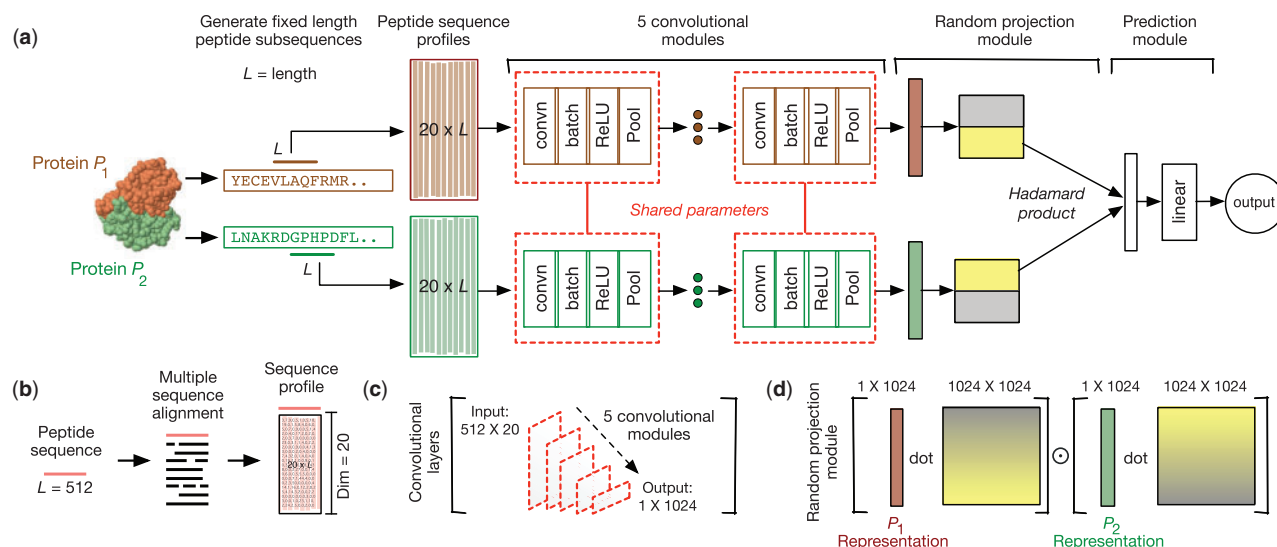 (a)
Generate fixed length
peptide subsequences
L = length
Peptide sequence
profiles
5 convolutional
modules
Random projection
module
Prediction
module
Protein P1
L
YECEVLAQFRMR..
20 x L
convn
batch
ReLU
Pool
convn
batch
ReLU
Pool
Shared parameters
Hadamard
product
linear
output
LNAKRDGPHPDFL..
Protein P2
L
20 x L
convn
batch
ReLU
Pool
convn
batch
ReLU
Pool
(b)
Peptide
sequence
L = 512
Multiple
sequence
alignment
Sequence
profile
20 x L
Dim = 20
(c)
Convolutional
layers
Input:
512 X 20
5 convolutional
modules
Output:
1 X 1024
(d)
Random projection
module
1 X 1024
1024 X 1024
1 X 1024
1024 X 1024
dot
dot
P1
Representation
P2
Representation